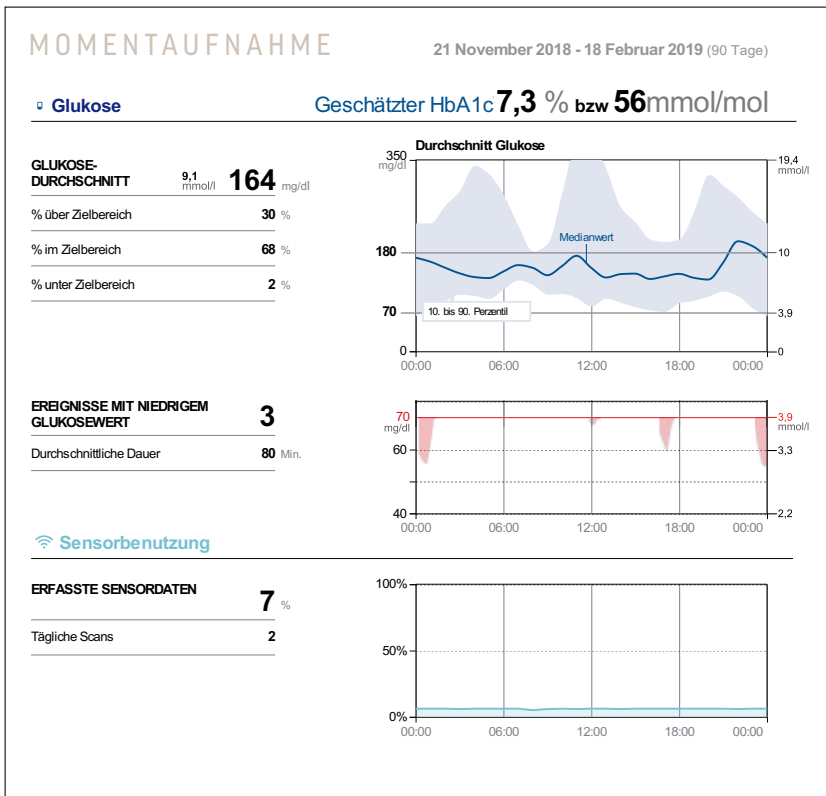 MOMENTAUFNAHME
21 November 2018 - 18 Februar 2019 (90 Tage)
Glukose
Geschätzter HbA1c 7,3 % bzw 56mmol/mol
GLUKOSE-
DURCHSCHNITT 9,1 mmol/l 164 mg/dl
% über Zielbereich 30 %
% im Zielbereich 68 %
% unter Zielbereich 2 %
Durchschnitt Glukose
350 mg/dl
19,4 mmol/l
Medianwert
180
10
70
10. bis 90. Perzentil
3,9
0
0
00:00 06:00 12:00 18:00 00:00
EREIGNISSE MIT NIEDRIGEM
GLUKOSEWERT 3
Durchschnittliche Dauer 80 Min.
70 mg/dl
3,9 mmol/l
60
3,3
40
2,2
00:00 06:00 12:00 18:00 00:00
Sensorbenutzung
ERFASSTE SENSORDATEN 7 %
Tägliche Scans 2
100%
50%
0%
00:00 06:00 12:00 18:00 00:00